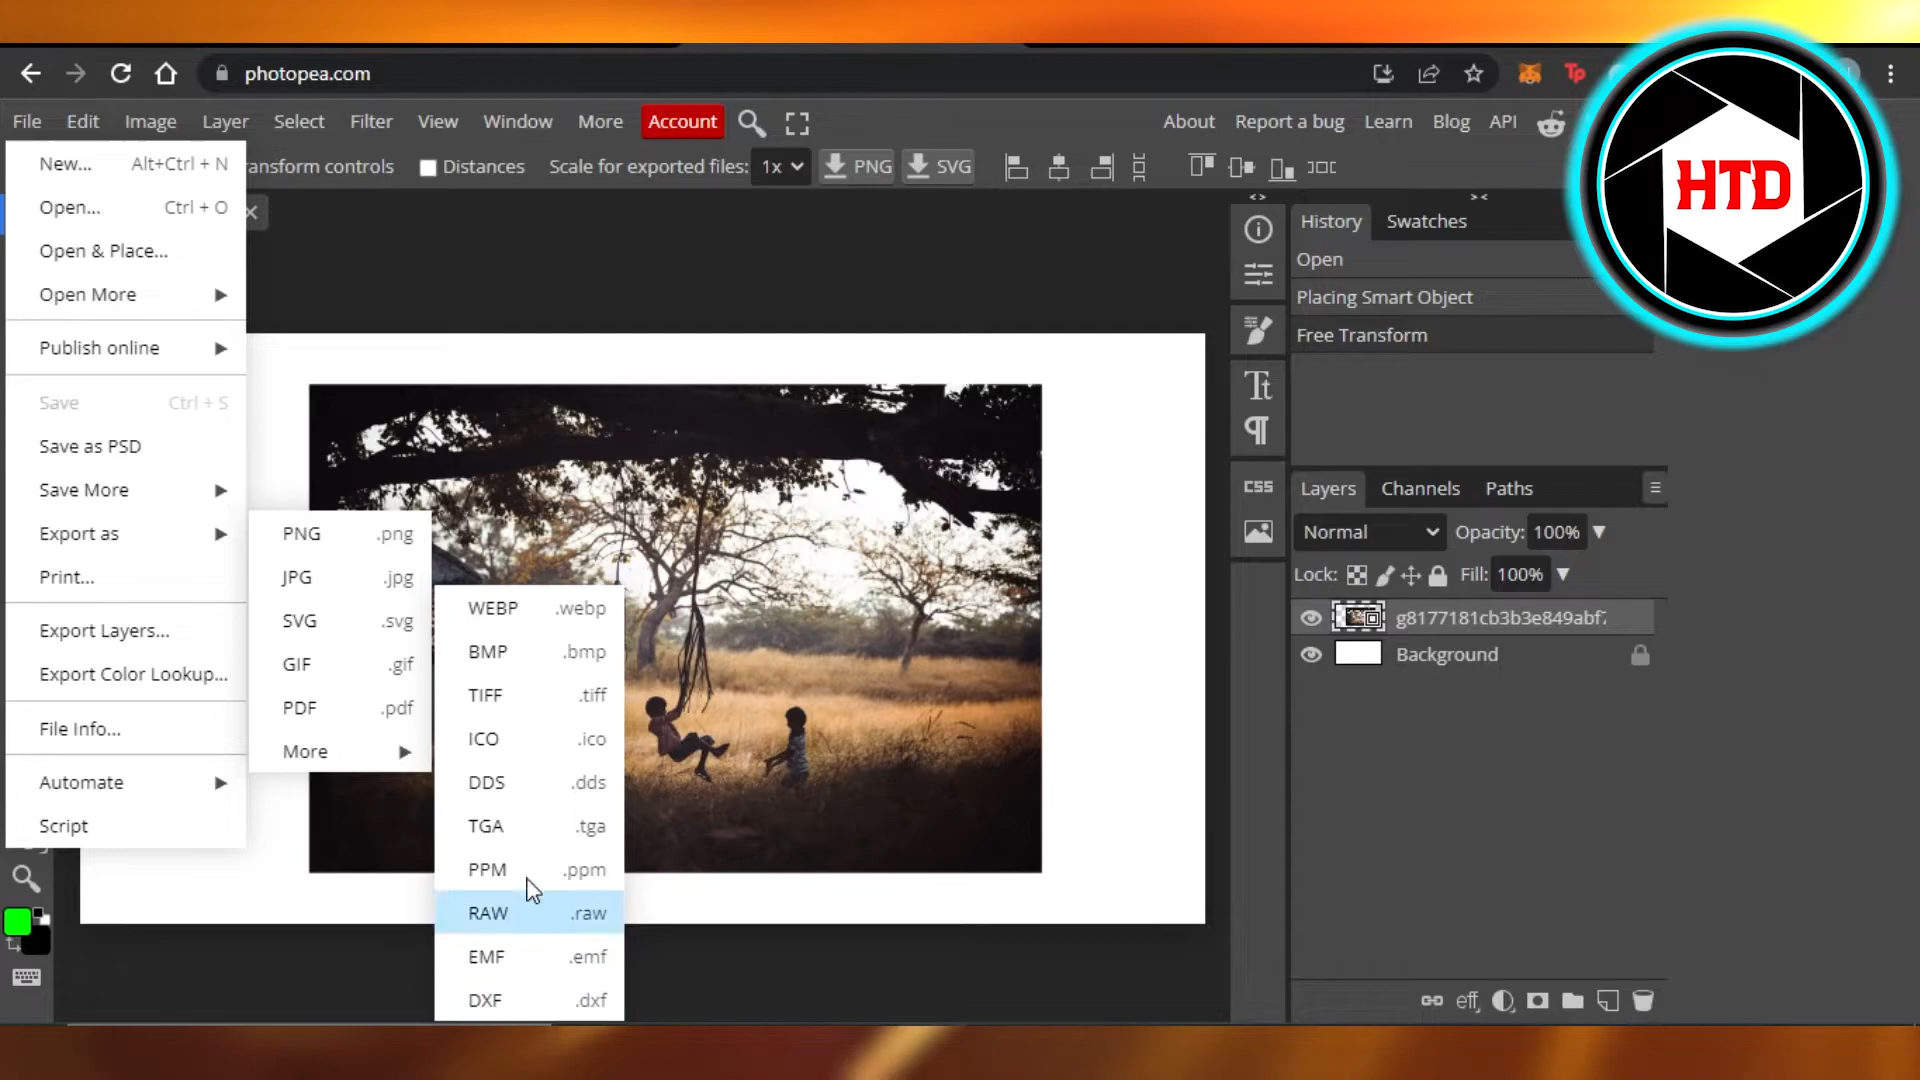 photopea.com
Tp
HTD
File Edit Image Layer Select Filter View Window More Account
About Report a bug Learn Blog API
ansform controls Distances Scale for exported files: 1x PNG SVG
New... Alt+Ctrl + N
Open... Ctrl + O
Open & Place...
Open More
Publish online
Save Ctrl + S
Save as PSD
Save More
Export as
Print...
Export Layers...
Export Color Lookup...
File Info...
Automate
Script
PNG .png
JPG .jpg
SVG .svg
GIF .gif
PDF .pdf
More
WEBP .webp
BMP .bmp
TIFF .tiff
ICO .ico
DDS .dds
TGA .tga
PPM .ppm
RAW .raw
EMF .emf
DXF .dxf
Tt
CSS
History Swatches
Open
Placing Smart Object
Free Transform
Layers Channels Paths
Normal Opacity: 100%
Lock: Fill: 100%
g8177181cb3b3e849abf
Background
eff